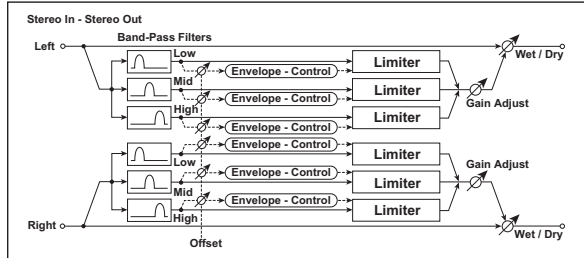 Stereo In - Stereo Out
Left
Band-Pass Filters
Wet / Dry
Low
Envelope - Control
Limiter
Mid
Envelope - Control
Limiter
Gain Adjust
High
Envelope - Control
Limiter
Low
Envelope - Control
Limiter
Gain Adjust
Mid
Envelope - Control
Limiter
High
Envelope - Control
Limiter
Right
Wet / Dry
Offset